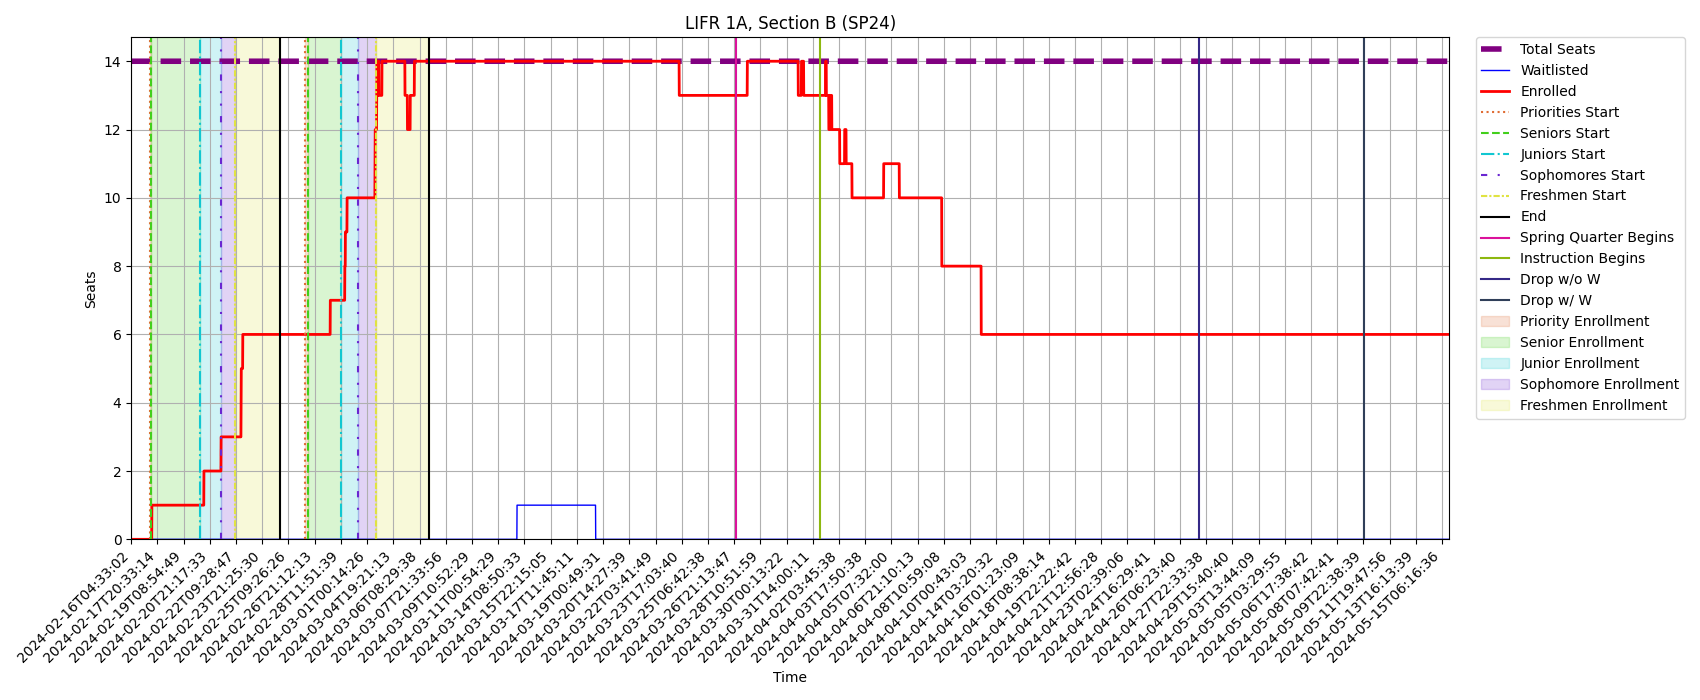 LIFR 1A, Section B (SP24)
Seats
14
12
10
8
6
4
2
0
2024-02-16T04:33:02
2024-02-17T20:33:14
2024-02-19T08:54:49
2024-02-20T21:17:33
2024-02-22T09:28:47
2024-02-23T21:25:30
2024-02-25T09:26:26
2024-02-26T21:12:13
2024-02-28T11:51:39
2024-03-01T00:14:26
2024-03-04T19:21:13
2024-03-06T08:29:38
2024-03-07T21:33:56
2024-03-09T10:52:29
2024-03-11T00:54:29
2024-03-14T08:50:33
2024-03-15T22:15:05
2024-03-17T11:45:11
2024-03-19T00:49:31
2024-03-20T14:27:39
2024-03-22T03:41:49
2024-03-23T17:03:40
2024-03-25T06:42:38
2024-03-26T21:13:47
2024-03-28T10:51:59
2024-03-30T00:13:22
2024-03-31T14:00:11
2024-04-02T03:45:38
2024-04-03T17:50:38
2024-04-05T07:32:00
2024-04-06T21:10:13
2024-04-08T10:59:08
2024-04-10T00:43:03
2024-04-14T03:20:32
2024-04-16T01:23:09
2024-04-18T08:38:14
2024-04-19T22:22:42
2024-04-21T12:56:28
2024-04-23T02:39:06
2024-04-24T16:29:41
2024-04-26T06:23:40
2024-04-27T22:33:38
2024-04-29T15:40:40
2024-05-03T13:44:09
2024-05-05T03:29:55
2024-05-06T17:38:42
2024-05-08T07:42:41
2024-05-09T22:38:39
2024-05-11T19:47:56
2024-05-13T16:13:39
2024-05-15T06:16:36
Time
Total Seats
Waitlisted
Enrolled
Priorities Start
Seniors Start
Juniors Start
Sophomores Start
Freshmen Start
End
Spring Quarter Begins
Instruction Begins
Drop w/o W
Drop w/ W
Priority Enrollment
Senior Enrollment
Junior Enrollment
Sophomore Enrollment
Freshmen Enrollment